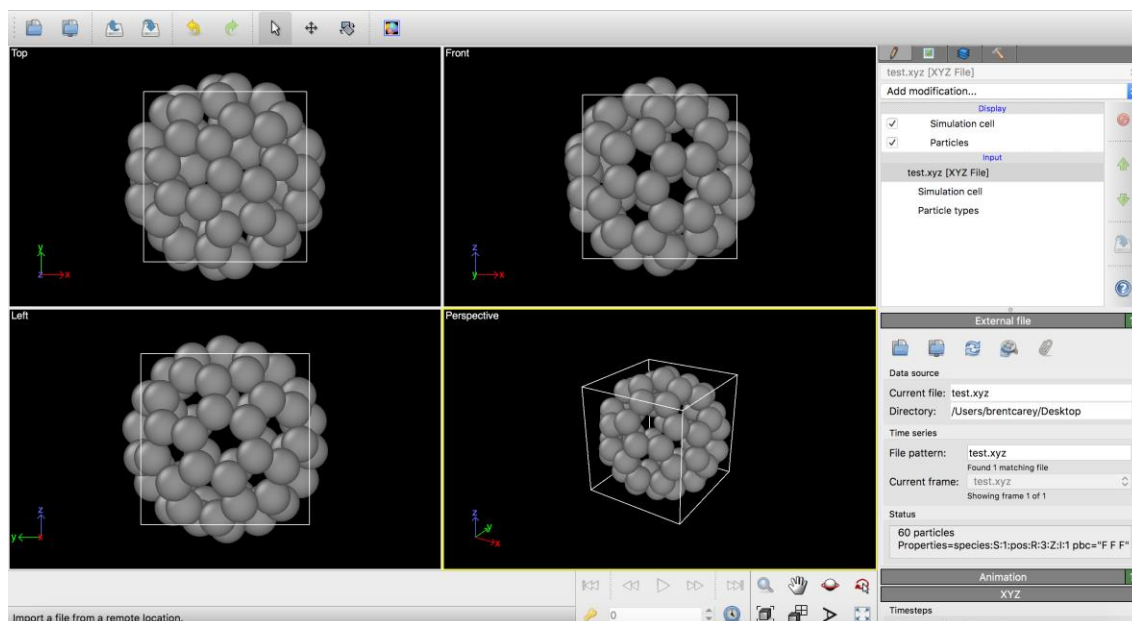 Top
Front
Left
Perspective
y
z
x
z
y
x
z
y
x
z
y
x
test.xyz [XYZ File]
Add modification...
Display
Simulation cell
Particles
Input
test.xyz [XYZ File]
Simulation cell
Particle types
External file
Data source
Current file: test.xyz
Directory: /Users/brentcarey/Desktop
Time series
File pattern: test.xyz
Found 1 matching file
Current frame: test.xyz
Showing frame 1 of 1
Status
60 particles
Properties=species:S:1:pos:R:3:Z:I:1 pbc="F F F"
Animation
XYZ
Timesteps
0
Import a file from a remote location.